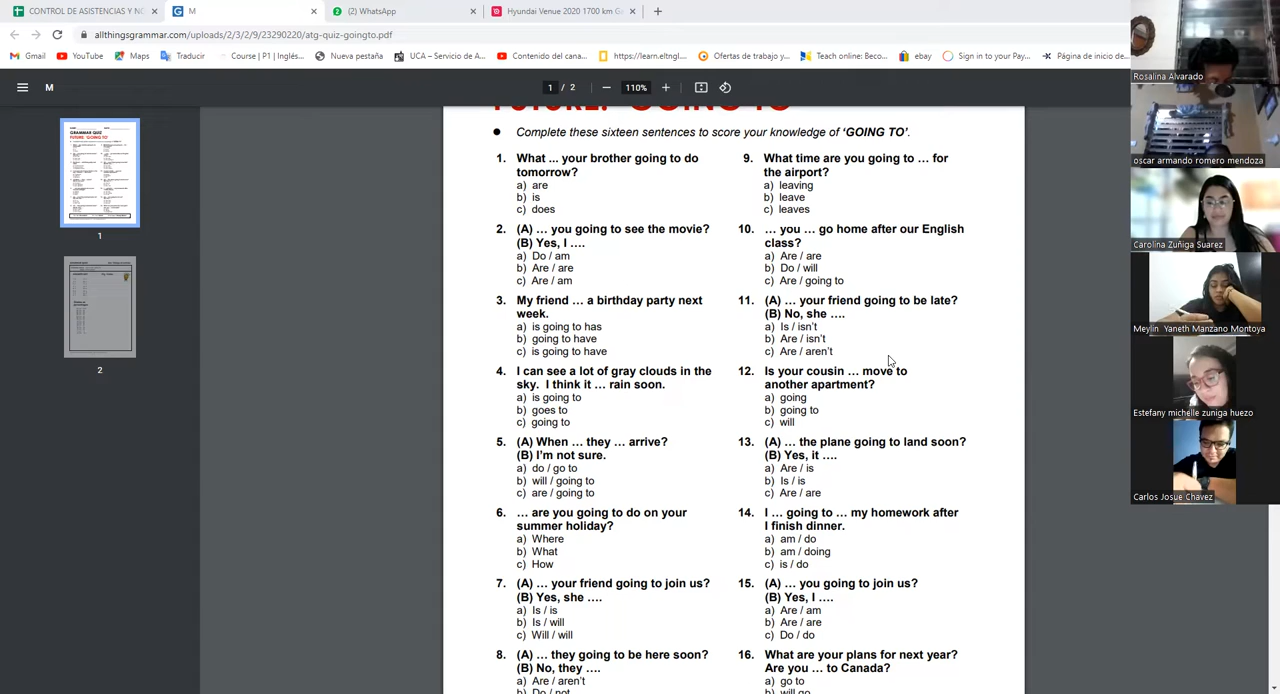 CONTROL DE ASISTENCIAS Y NO
M
(2) WhatsApp
Hyundai Venue 2020 1700 km G
allthingsgrammar.com/uploads/2/3/2/9/23290220/atg-quiz-goingto.pdf
Gmail
YouTube
Maps
Traducir
Course | P1 | Inglés...
Nueva pestaña
UCA – Servicio de A...
Contenido del cana...
https://learn.eltngl...
Ofertas de trabajo y...
Teach online: Beco...
ebay
Sign in to your Pay...
Página de inicio de...
M
1 / 2
110%
1
2
FUTURE: 'GOING TO'
Complete these sixteen sentences to score your knowledge of 'GOING TO'.
1. What ... your brother going to do
tomorrow?
a) are
b) is
c) does
2. (A) … you going to see the movie?
(B) Yes, I ….
a) Do / am
b) Are / are
c) Are / am
3. My friend … a birthday party next
week.
a) is going to has
b) going to have
c) is going to have
4. I can see a lot of gray clouds in the
sky. I think it … rain soon.
a) is going to
b) goes to
c) going to
5. (A) When … they … arrive?
(B) I'm not sure.
a) do / go to
b) will / going to
c) are / going to
6. … are you going to do on your
summer holiday?
a) Where
b) What
c) How
7. (A) … your friend going to join us?
(B) Yes, she ….
a) Is / is
b) Is / will
c) Will / will
8. (A) … they going to be here soon?
(B) No, they ….
a) Are / aren't
b) Do / not
9. What time are you going to … for
the airport?
a) leaving
b) leave
c) leaves
10. … you … go home after our English
class?
a) Are / are
b) Do / will
c) Are / going to
11. (A) … your friend going to be late?
(B) No, she ….
a) Is / isn't
b) Are / isn't
c) Are / aren't
12. Is your cousin … move to
another apartment?
a) going
b) going to
c) will
13. (A) … the plane going to land soon?
(B) Yes, it ….
a) Are / is
b) Is / is
c) Are / are
14. I … going to … my homework after
I finish dinner.
a) am / do
b) am / doing
c) is / do
15. (A) … you going to join us?
(B) Yes, I ….
a) Are / am
b) Are / are
c) Do / do
16. What are your plans for next year?
Are you … to Canada?
a) go to
b) will go
Rosalina Alvarado
oscar armando romero mendoza
Carolina Zuñiga Suarez
Meylin Yaneth Manzano Montoya
Estefany michelle zuniga huezo
Carlos Josue Chavez